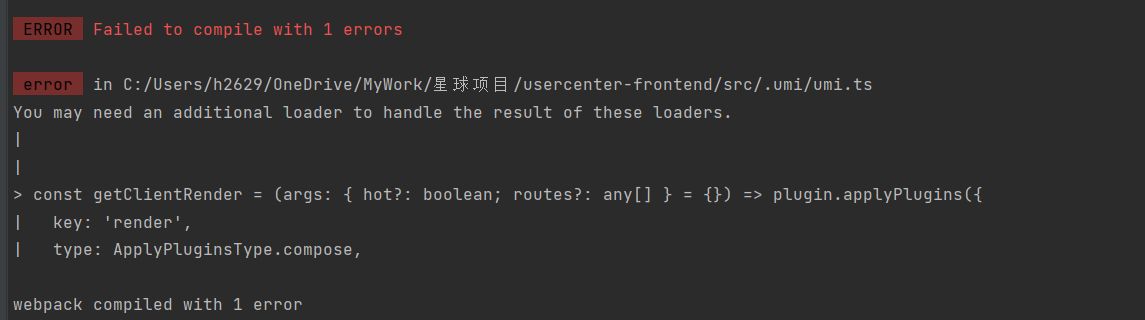 ERROR Failed to compile with 1 errors
error in C:/Users/h2629/OneDrive/MyWork/星球项目/usercenter-frontend/src/.umi/umi.ts
You may need an additional loader to handle the result of these loaders.
|
|
> const getClientRender = (args: { hot?: boolean; routes?: any[] } = {}) => plugin.applyPlugins({
|   key: 'render',
|   type: ApplyPluginsType.compose,
webpack compiled with 1 error